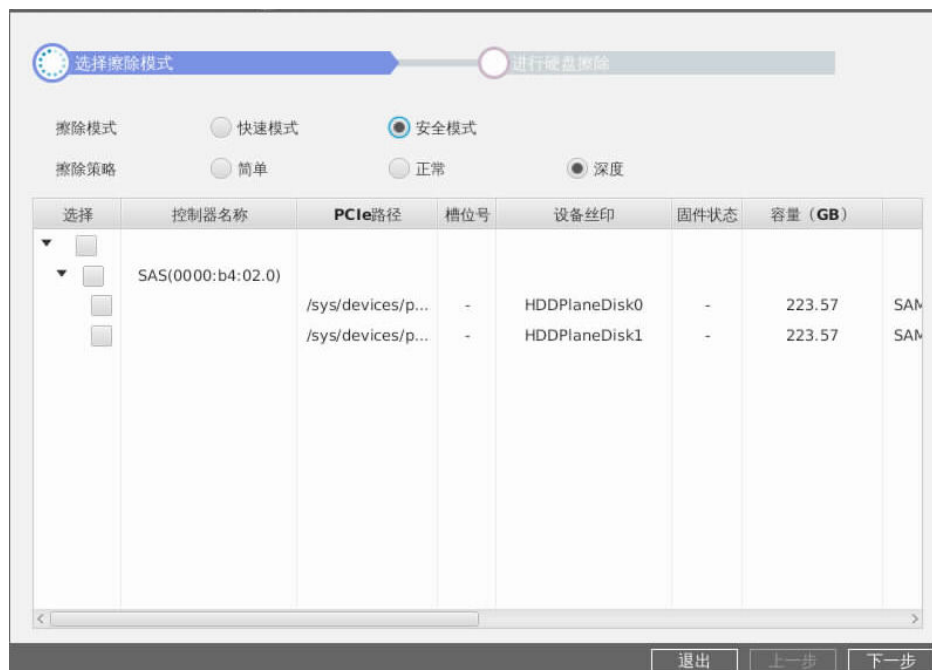 选择擦除模式 进行硬盘擦除
擦除模式 快速模式 安全模式
擦除策略 简单 正常 深度
选择 控制器名称 PCIe路径 槽位号 设备丝印 固件状态 容量（GB）
SAS(0000:b4:02.0)
/sys/devices/p... - HDDPlaneDisk0 - 223.57 SAM
/sys/devices/p... - HDDPlaneDisk1 - 223.57 SAM
退出 上一步 下一步